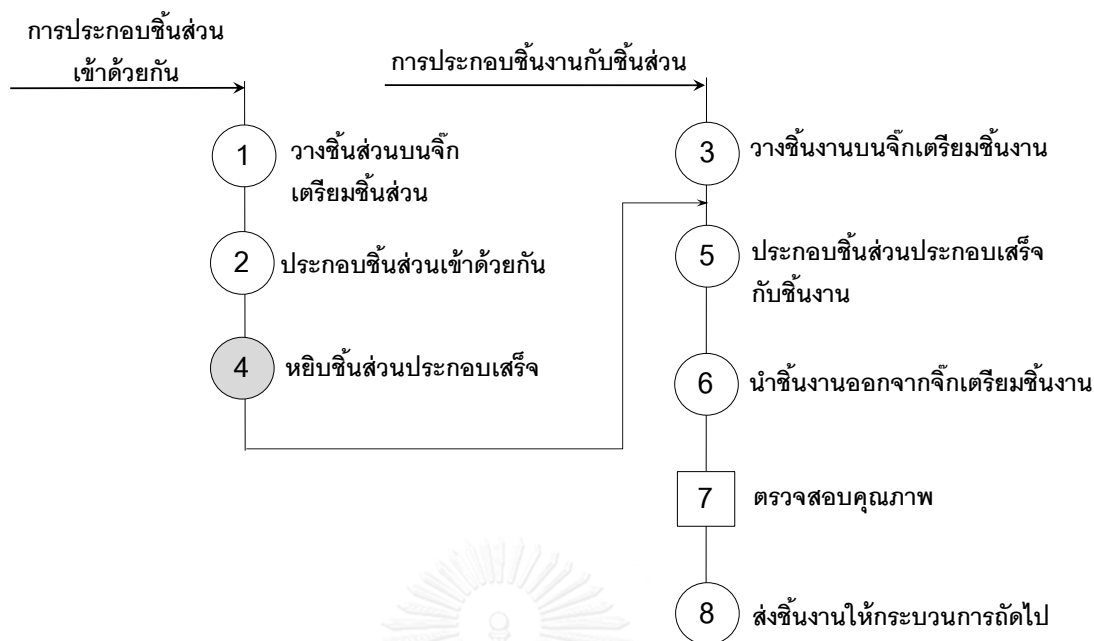 การประกอบชิ้นส่วน
เข้าด้วยกัน
การประกอบชิ้นงานกับชิ้นส่วน
1
วางชิ้นส่วนบนจิ๊ก
เตรียมชิ้นส่วน
2
ประกอบชิ้นส่วนเข้าด้วยกัน
4
หยิบชิ้นส่วนประกอบเสร็จ
3
วางชิ้นงานบนจิ๊กเตรียมชิ้นงาน
5
ประกอบชิ้นส่วนประกอบเสร็จ
กับชิ้นงาน
6
นำชิ้นงานออกจากจิ๊กเตรียมชิ้นงาน
7
ตรวจสอบคุณภาพ
8
ส่งชิ้นงานให้กระบวนการถัดไป